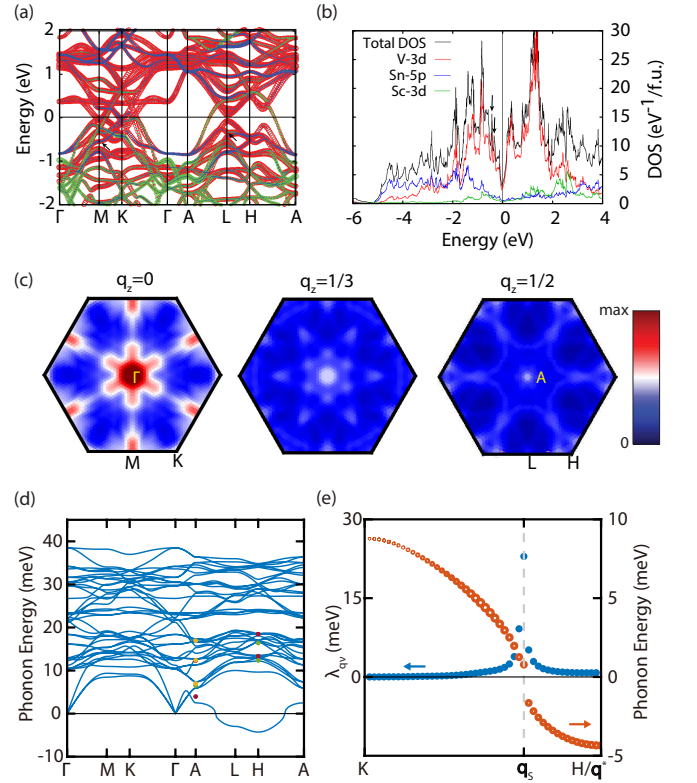 (a)
2
1
0
-1
-2
Energy (eV)
Γ M K Γ A L H A
(b)
Total DOS
V-3d
Sn-5p
Sc-3d
30
25
20
15
10
5
0
DOS (eV⁻¹/f.u.)
-6 -4 -2 0 2 4
Energy (eV)
(c)
q_z=0 q_z=1/3 q_z=1/2
Γ
M K
A
L H
max
0
(d)
40
30
20
10
0
-10
Phonon Energy (meV)
Γ M K Γ A L H A
(e)
30
15
0
λ_qν (meV)
10
5
0
-5
Phonon Energy (meV)
K q_s H/q*